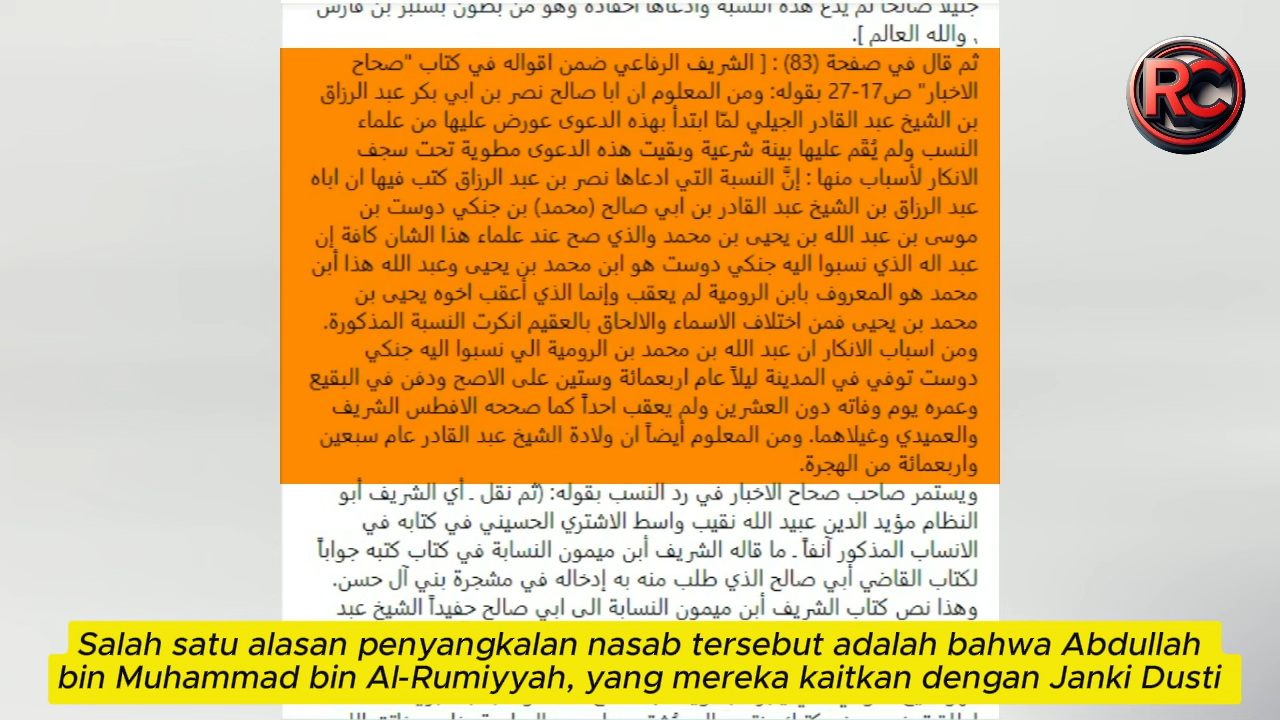 جليلا صالحا لم يدع هذه النسبة وادعاها احفاده وهو من بطون بشتبر بن فارس
, والله العالم ].
ثم قال في صفحة (83) : [ الشريف الرفاعي ضمن اقواله في كتاب "صحاح
الاخبار" ص17-27 بقوله: ومن المعلوم ان ابا صالح نصر بن ابي بكر عبد الرزاق
بن الشيخ عبد القادر الجيلي لمّا ابتدأ بهذه الدعوى عورض عليها من علماء
النسب ولم يُقَم عليها بينة شرعية وبقيت هذه الدعوى مطوية تحت سجف
الانكار لأسباب منها : إنَّ النسبة التي ادعاها نصر بن عبد الرزاق كتب فيها ان اباه
عبد الرزاق بن الشيخ عبد القادر بن ابي صالح (محمد) بن جنكي دوست بن
موسى بن عبد الله بن يحيى بن محمد والذي صح عند علماء هذا الشان كافة إن
عبد اله الذي نسبوا اليه جنكي دوست هو ابن محمد بن يحيى وعبد الله هذا أبن
محمد هو المعروف بابن الرومية لم يعقب وإنما الذي أعقب اخوه يحيى بن
محمد بن يحيى فمن اختلاف الاسماء والالحاق بالعقيم انكرت النسبة المذكورة.
ومن اسباب الانكار ان عبد الله بن محمد بن الرومية الي نسبوا اليه جنكي
دوست توفي في المدينة ليلاً عام اربعمائة وستين على الاصح ودفن في البقيع
وعمره يوم وفاته دون العشرين ولم يعقب احداً كما صححه الافطس الشريف
والعميدي وغيلاهما. ومن المعلوم أيضاً ان ولادة الشيخ عبد القادر عام سبعين
واربعمائة من الهجرة.
ويستمر صاحب صحاح الاخبار في رد النسب بقوله: (ثم نقل ـ أي الشريف أبو
النظام مؤيد الدين عبيد الله نقيب واسط الاشتري الحسيني في كتابه في
الانساب المذكور آنفاً ـ ما قاله الشريف أبن ميمون النسابة في كتاب كتبه جواباً
لكتاب القاضي أبي صالح الذي طلب منه به إدخاله في مشجرة بني آل حسن.
وهذا نص كتاب الشريف أبن ميمون النسابة الى ابي صالح حفيداً الشيخ عبد
RC
Salah satu alasan penyangkalan nasab tersebut adalah bahwa Abdullah
bin Muhammad bin Al-Rumiyyah, yang mereka kaitkan dengan Janki Dusti